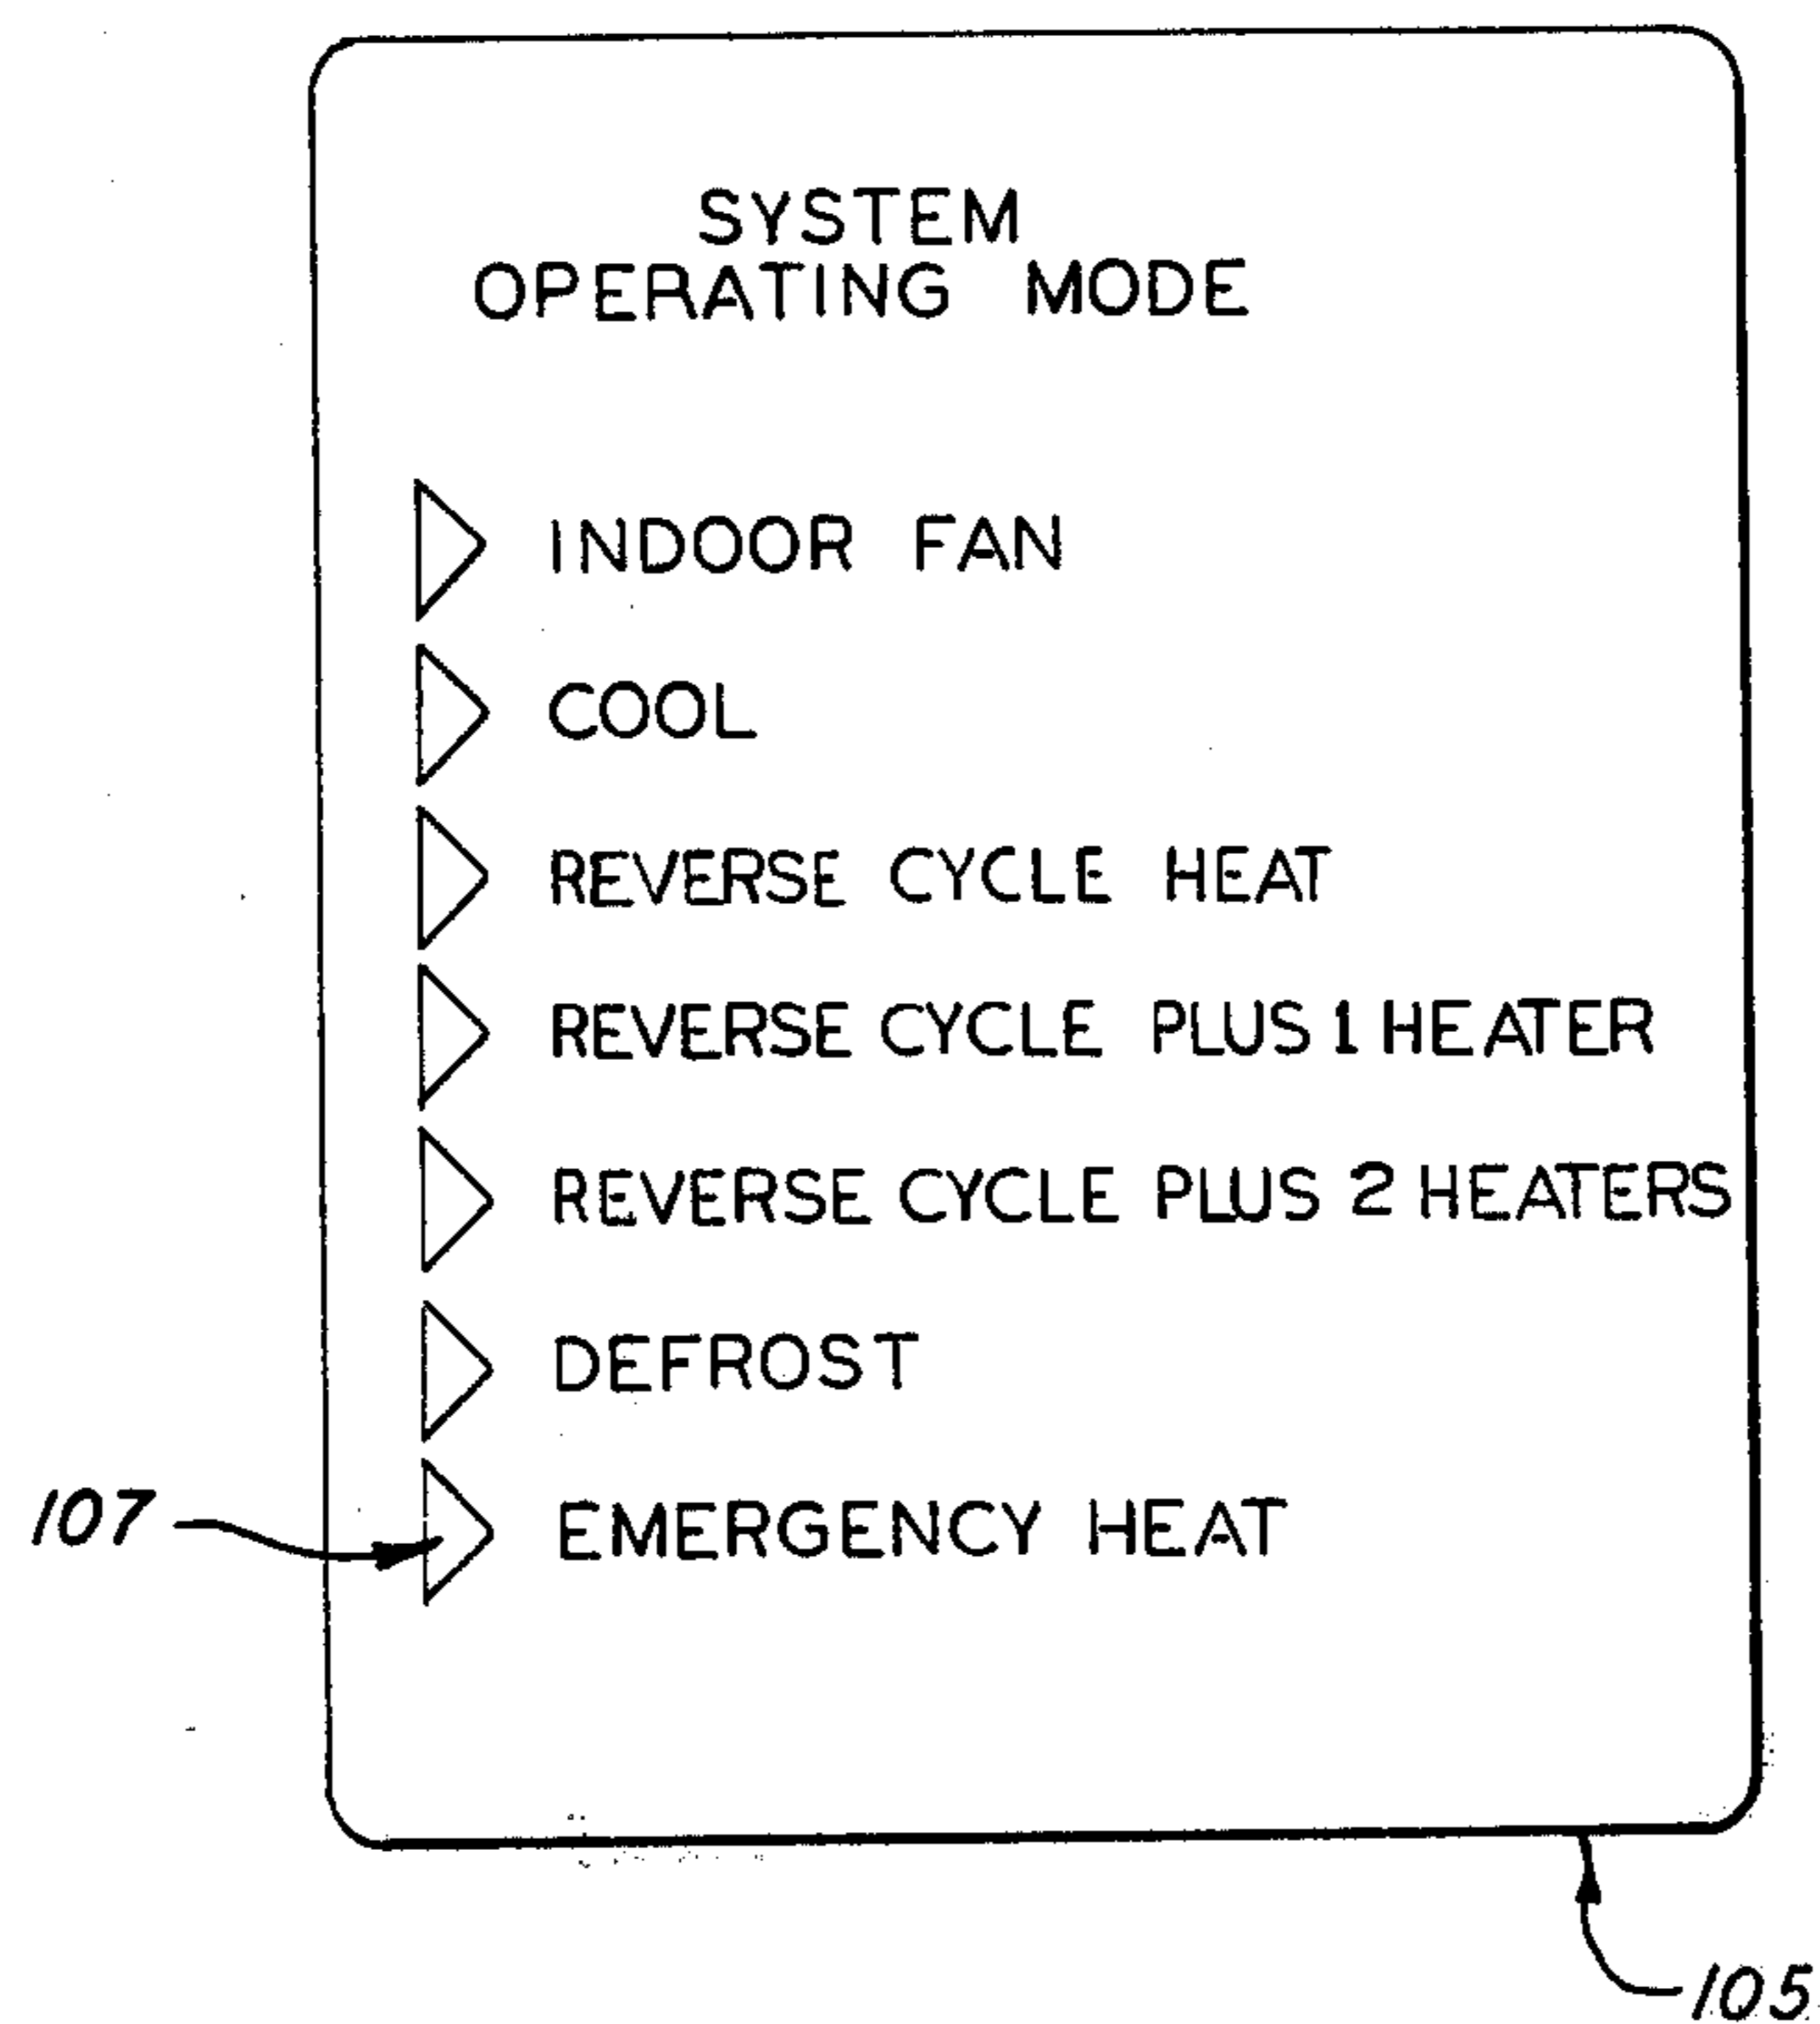 SYSTEM
OPERATING MODE
INDOOR FAN
COOL
REVERSE CYCLE HEAT
REVERSE CYCLE PLUS 1 HEATER
REVERSE CYCLE PLUS 2 HEATERS
DEFROST
107
EMERGENCY HEAT
105